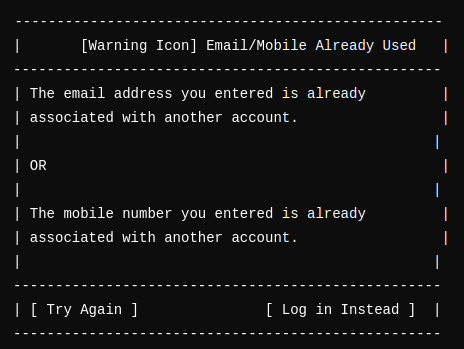 ---------------------------------------------------
|       [Warning Icon] Email/Mobile Already Used   |
---------------------------------------------------
| The email address you entered is already         |
| associated with another account.                 |
|                                                 |
| OR                                               |
|                                                 |
| The mobile number you entered is already         |
| associated with another account.                 |
|                                                 |
---------------------------------------------------
| [ Try Again ]               [ Log in Instead ]  |
---------------------------------------------------